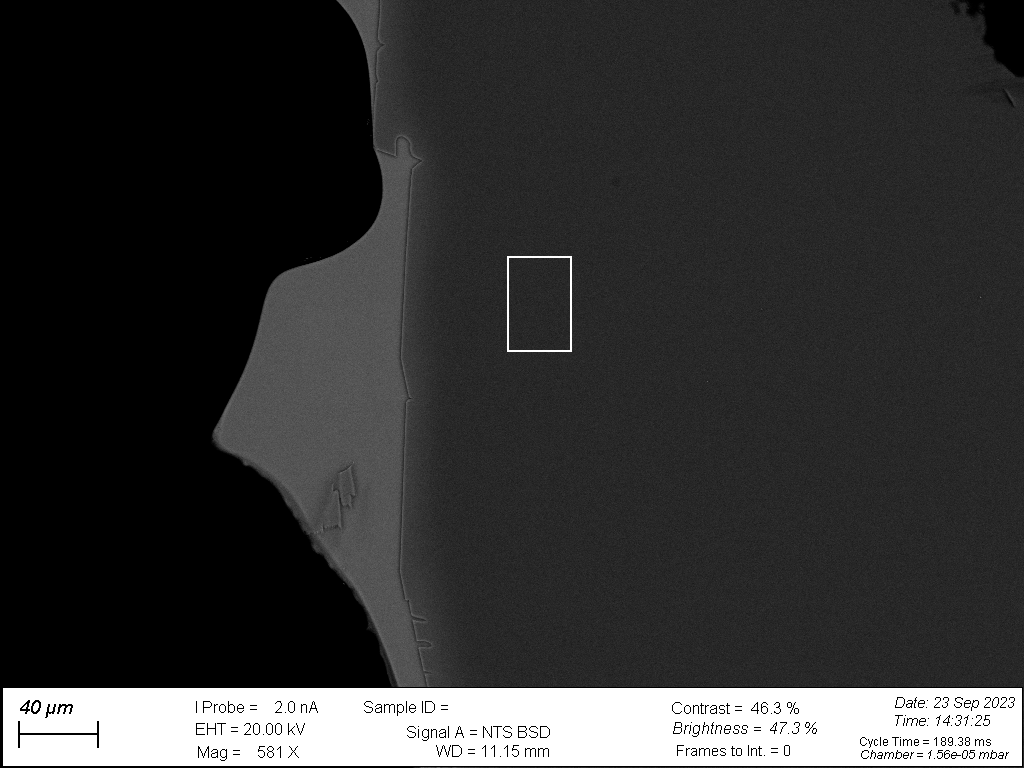 40 µm
I Probe = 2.0 nA
EHT = 20.00 kV
Mag = 581 X
Sample ID =
Signal A = NTS BSD
WD = 11.15 mm
Contrast = 46.3 %
Brightness = 47.3 %
Frames to Int. = 0
Date: 23 Sep 2023
Time: 14:31:25
Cycle Time = 189.38 ms
Chamber = 1.56e-05 mbar